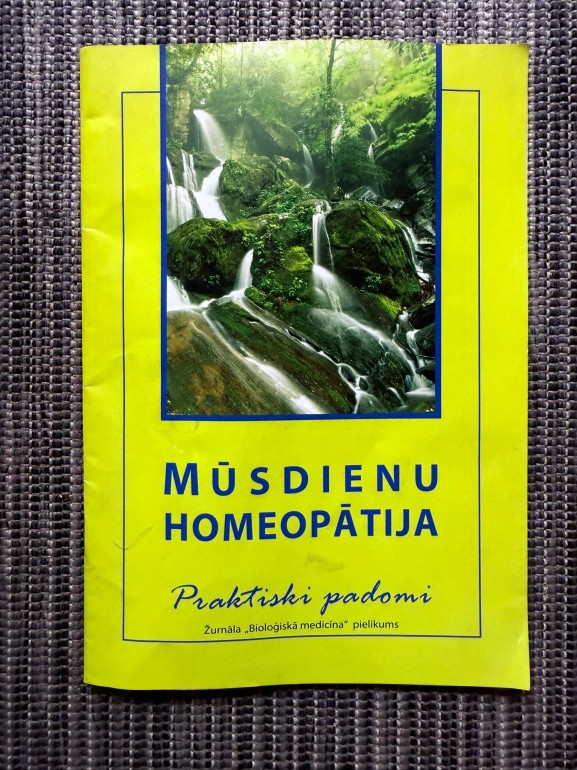 MŪSDIENU
HOMEOPĀTIJA
Praktiski padomi
Žurnāla „Bioloģiskā medicīna“ pielikums